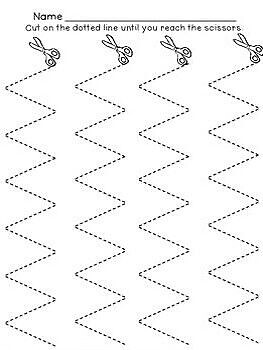 Name
Cut on the dotted line until you reach the scissors.